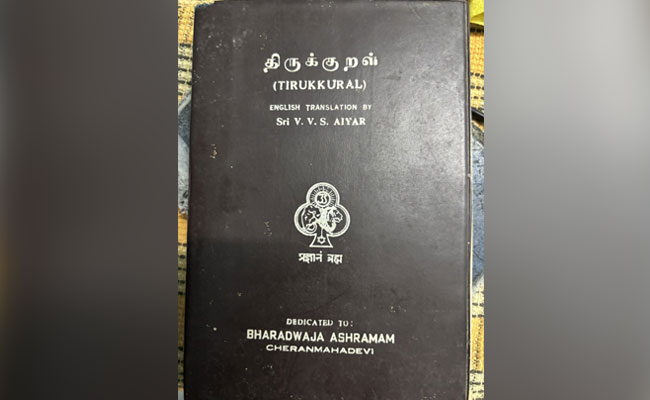 திருக்குறள்
(TIRUKKURAL)
ENGLISH TRANSLATION BY
Sri V. V. S. AIYAR
प्रज्ञानं ब्रह्म
DEDICATED TO:
BHARADWAJA ASHRAMAM
CHERANMAHADEVI